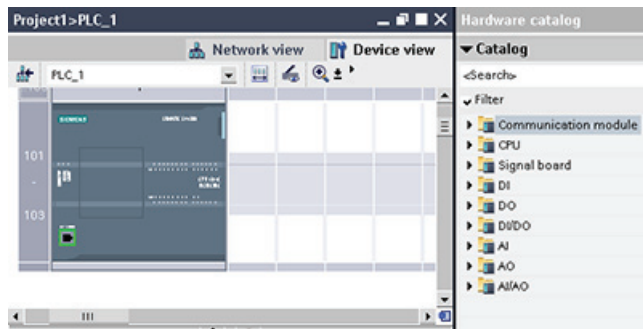 Project1>PLC_1
Network view
Device view
PLC_1
101
-
103
SIEMENS
Hardware catalog
Catalog
<Search>
Filter
Communication module
CPU
Signal board
DI
DO
DI/DO
AI
AO
AI/AO